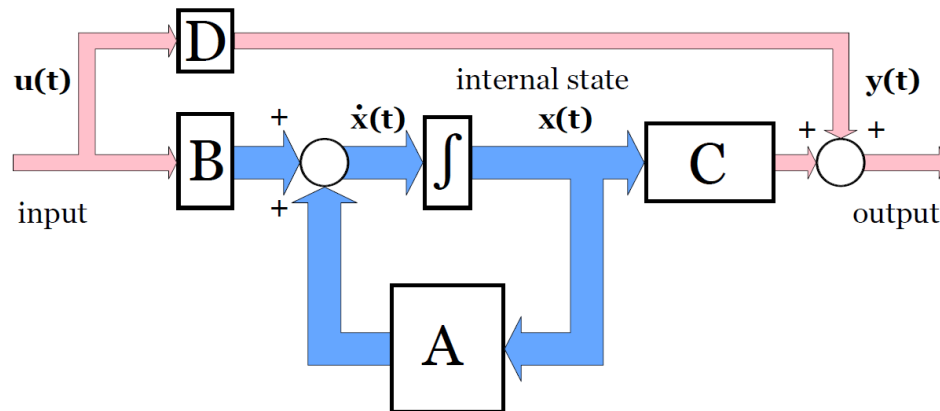 D
u(t)
internal state
y(t)
+
ẋ(t)
x(t)
+
+
B
∫
C
+
input
output
A